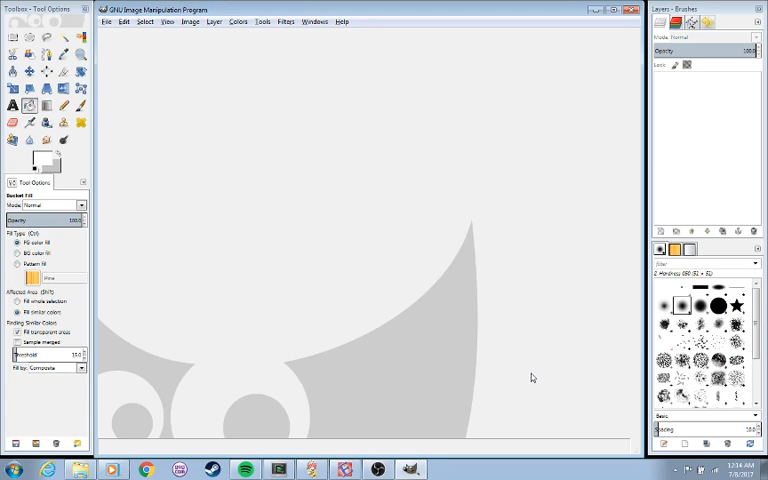 Toolbox - Tool Options
GNU Image Manipulation Program
Layers - Brushes
File Edit Select View Image Layer Colors Tools Filters Windows Help
Mode: Normal
Opacity 100.0
Lock:
Tool Options
Bucket Fill
Mode: Normal
Opacity 100.0
Fill Type (Ctrl)
FG color fill
BG color fill
Pattern fill
Pine
Affected Area (Shift)
Fill whole selection
Fill similar colors
Finding Similar Colors
Fill transparent areas
Sample merged
Threshold 15.0
Fill by: Composite
filter
2. Hardness 050 (51 × 51)
Basic
Spacing 10.0
12:14 AM
7/8/2017